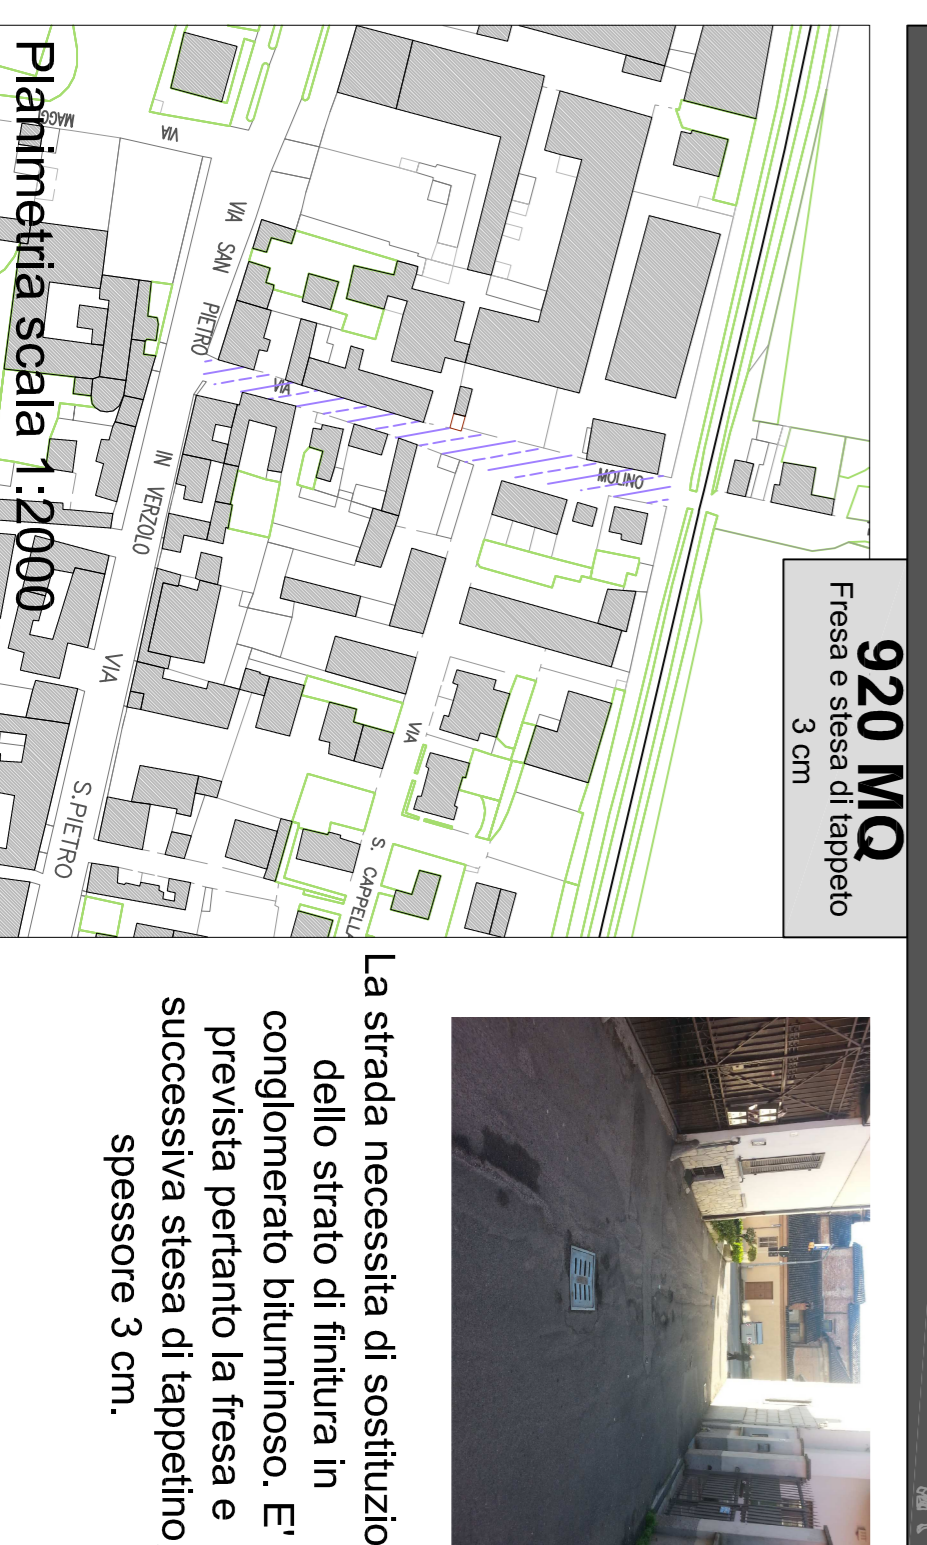 920 MQ
Fresa e stesa di tappeto
3 cm
MAGG
VIA
VIA SAN PIETRO
VIA
MOLINO
IN VERZOLO
VIA
S.PIETRO
VIA
S. CAPPELLA
Planimetria scala 1:2000
La strada necessita di sostituzio
dello strato di finitura in
conglomerato bituminoso. E'
prevista pertanto la fresa e
successiva stesa di tappetino
spessore 3 cm.